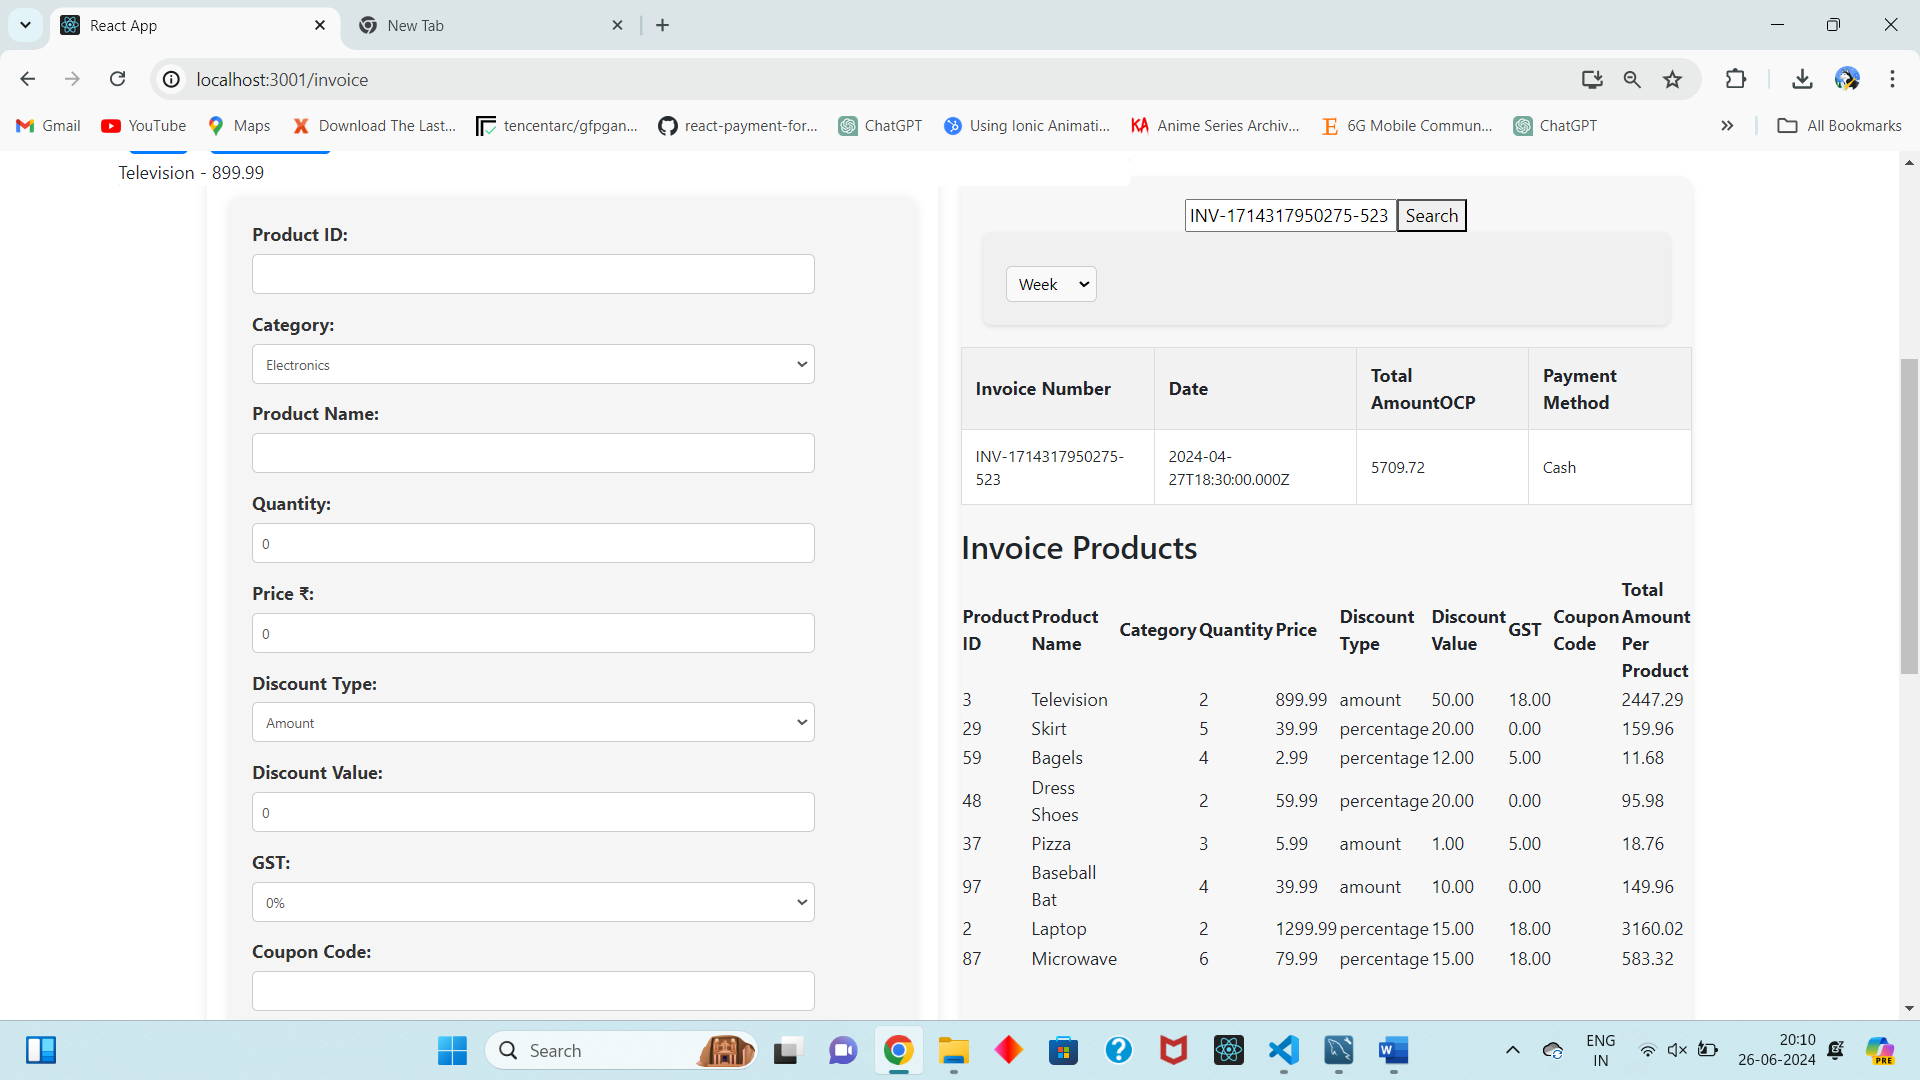 React App
New Tab
localhost:3001/invoice
Gmail
YouTube
Maps
Download The Last...
tencentarc/gfpgan...
react-payment-for...
ChatGPT
Using Ionic Animati...
KA Anime Series Archiv...
E 6G Mobile Commun...
ChatGPT
All Bookmarks
Television - 899.99
Product ID:
Category:
Electronics
Product Name:
Quantity:
0
Price ₹:
0
Discount Type:
Amount
Discount Value:
0
GST:
0%
Coupon Code:
INV-1714317950275-523 Search
Week
Invoice Number Date Total AmountOCP Payment Method
INV-1714317950275-523 2024-04-27T18:30:00.000Z 5709.72 Cash
Invoice Products
Product ID Product Name Category Quantity Price Discount Type Discount Value GST Coupon Code Total Amount Per Product
3 Television 2 899.99 amount 50.00 18.00 2447.29
29 Skirt 5 39.99 percentage 20.00 0.00 159.96
59 Bagels 4 2.99 percentage 12.00 5.00 11.68
48 Dress Shoes 2 59.99 percentage 20.00 0.00 95.98
37 Pizza 3 5.99 amount 1.00 5.00 18.76
97 Baseball Bat 4 39.99 amount 10.00 0.00 149.96
2 Laptop 2 1299.99 percentage 15.00 18.00 3160.02
87 Microwave 6 79.99 percentage 15.00 18.00 583.32
Search
W
ENG
IN
20:10
26-06-2024
PRE